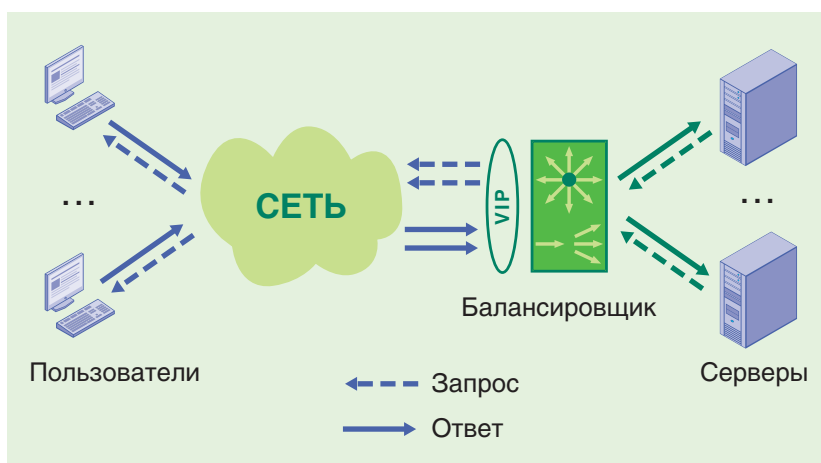 ...
СЕТЬ
VIP
...
Балансировщик
Пользователи
Серверы
Запрос
Ответ